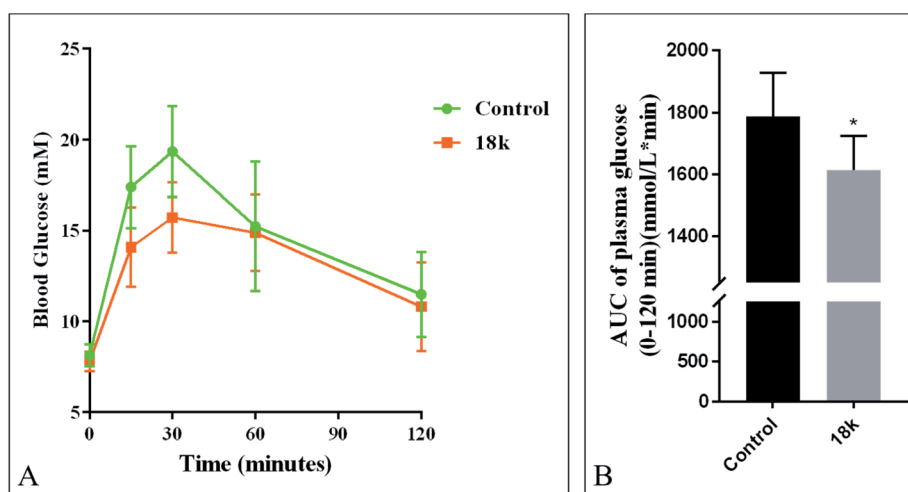 25
20
15
10
5
0
30
60
90
120
Blood Glucose (mM)
Time (minutes)
Control
18k
A
2000
1800
1600
1400
1000
500
0
AUC of plasma glucose
(0-120 min)(mmol/L*min)
*
Control
18k
B